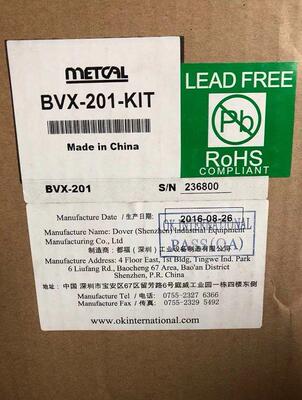 METCAL
BVX-201-KIT
Made in China
LEAD FREE
Pb
RoHS
COMPLIANT
BVX-201 S/N 236800
Manufacture Date / 生产日期: 2016-08-26
Manufacture Name: Dover (Shenzhen) Industrial Equipment
Manufacturing Co., Ltd
制造商: 都福（深圳）工业设备制造有限公司
Manufacture Address: 4 Floor East, 1st Bldg, Tingwe Ind. Park
6 Liufang Rd., Baocheng 67 Area, Bao'an District
Shenzhen, P.R. China
地址: 中国 深圳市宝安区67区留芳路6号庭威工业园一栋四楼东侧
Manufacture Tel / 电话: 0755-2327 6366
Manufacture Fax / 传真: 0755-2329 5492
www.okinternational.com
OK INTERNATIONAL
PASS(QA)